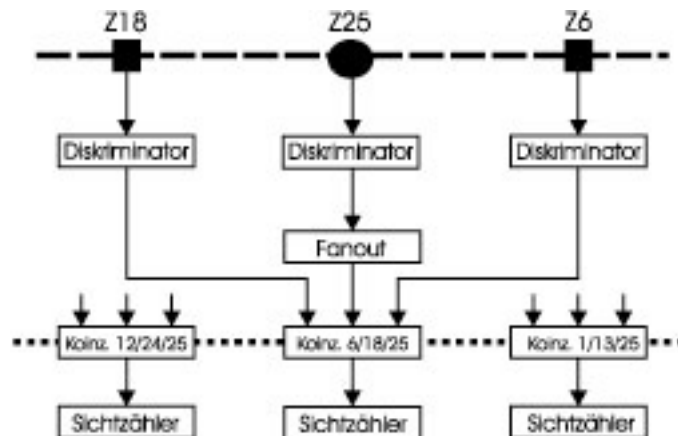 Z18 Z25 Z6
Diskriminator Diskriminator Diskriminator
Fanout
Koinz. 12/24/25 Koinz. 6/18/25 Koinz. 1/13/25
Sichtzähler Sichtzähler Sichtzähler